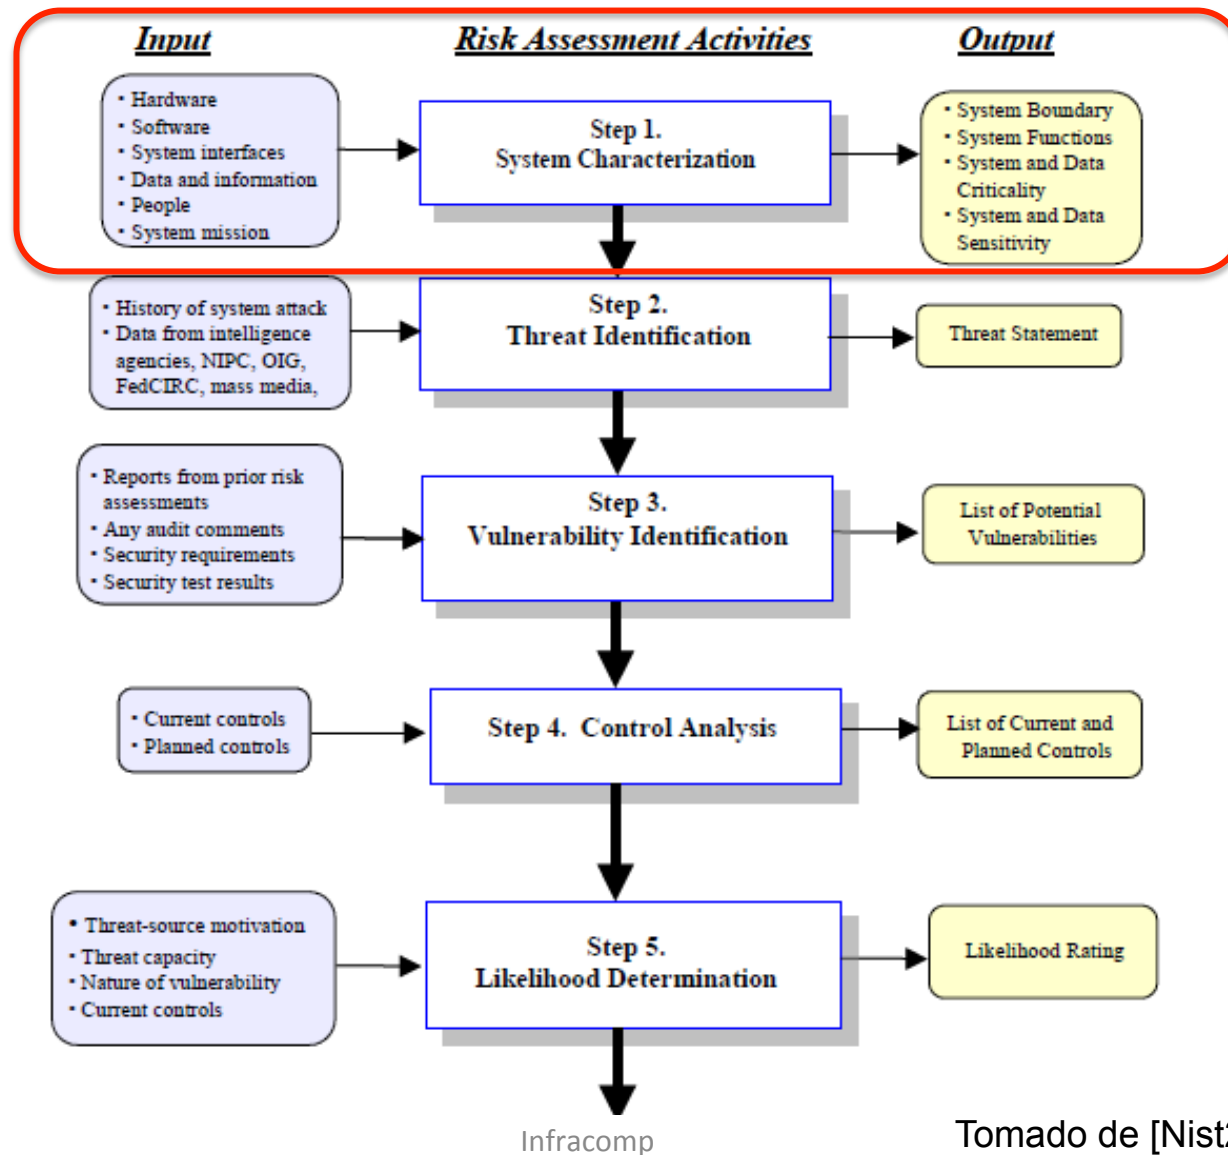 Input
Risk Assessment Activities
Output
• Hardware
• Software
• System interfaces
• Data and information
• People
• System mission
Step 1.
System Characterization
• System Boundary
• System Functions
• System and Data
Criticality
• System and Data
Sensitivity
• History of system attack
• Data from intelligence
agencies, NIPC, OIG,
FedCIRC, mass media,
Step 2.
Threat Identification
Threat Statement
• Reports from prior risk
assessments
• Any audit comments
• Security requirements
• Security test results
Step 3.
Vulnerability Identification
List of Potential
Vulnerabilities
• Current controls
• Planned controls
Step 4. Control Analysis
List of Current and
Planned Controls
• Threat-source motivation
• Threat capacity
• Nature of vulnerability
• Current controls
Step 5.
Likelihood Determination
Likelihood Rating
Infracomp
Tomado de [Nist